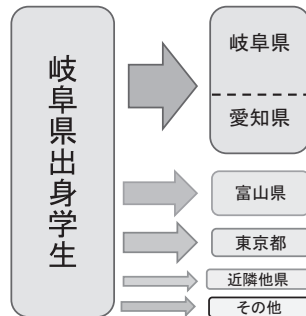 岐阜県出身学生
岐阜県
愛知県
富山県
東京都
近隣他県
その他